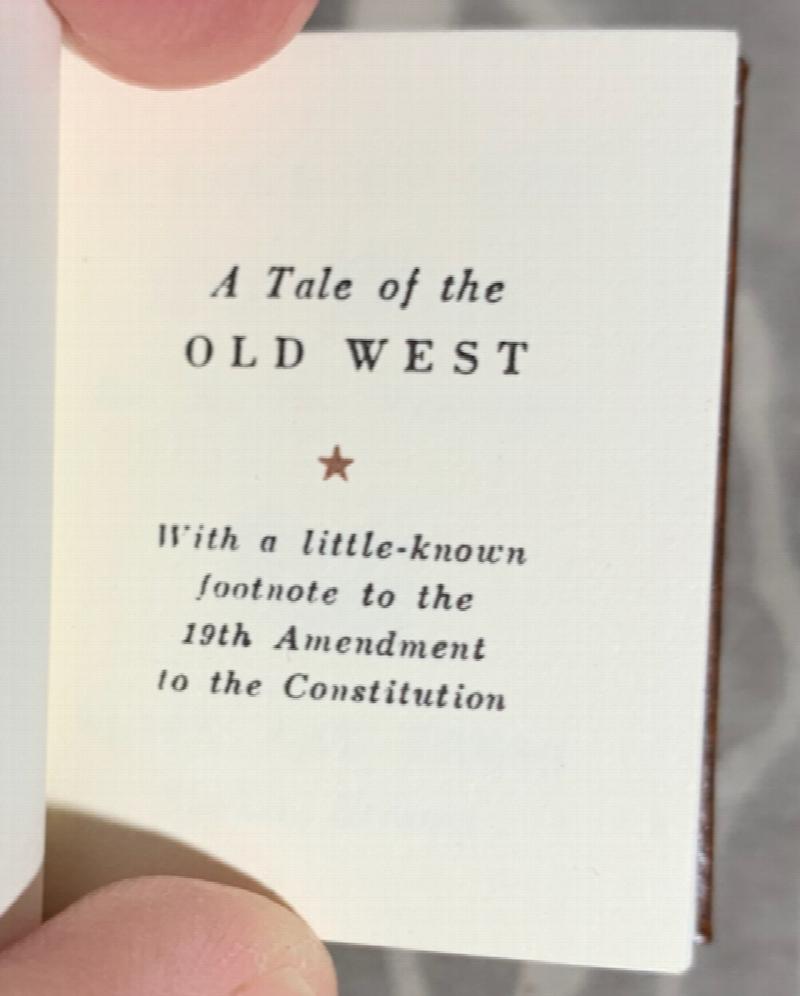 A Tale of the
OLD WEST
With a little-known
footnote to the
19th Amendment
to the Constitution